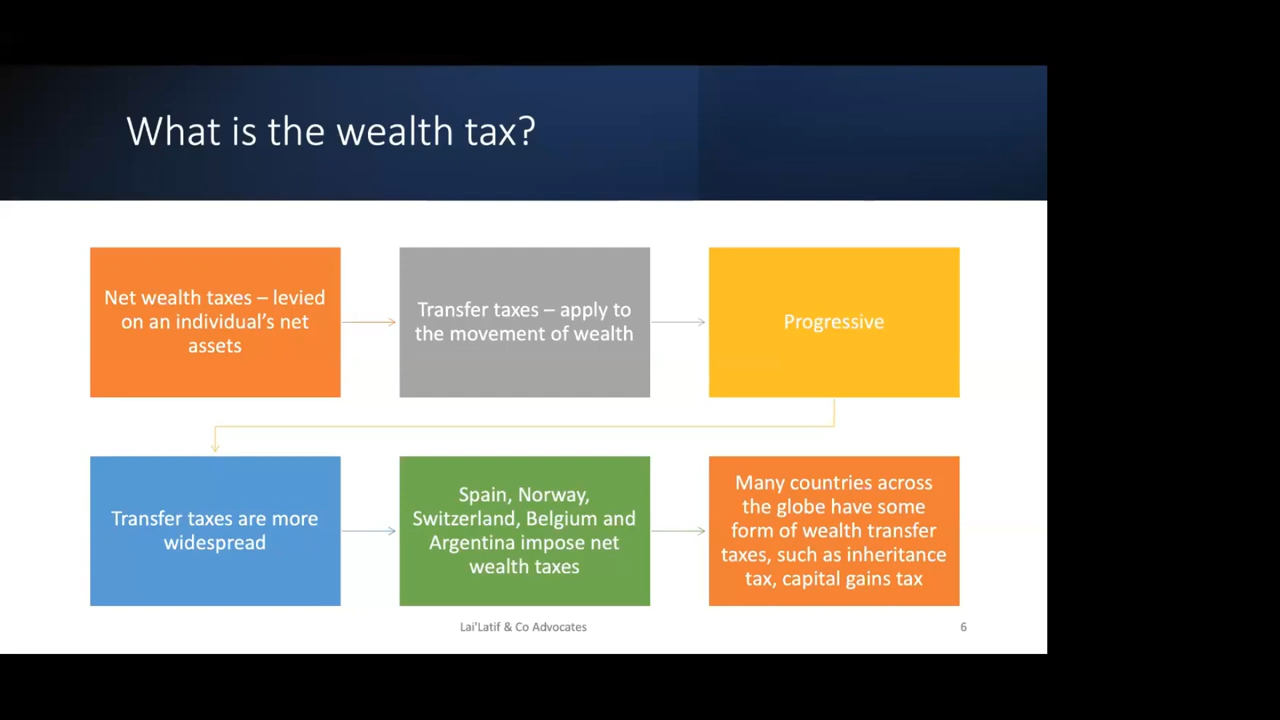 What is the wealth tax?
Net wealth taxes – levied
on an individual's net
assets
Transfer taxes – apply to
the movement of wealth
Progressive
Transfer taxes are more
widespread
Spain, Norway,
Switzerland, Belgium and
Argentina impose net
wealth taxes
Many countries across
the globe have some
form of wealth transfer
taxes, such as inheritance
tax, capital gains tax
Lai'Latif & Co Advocates
6